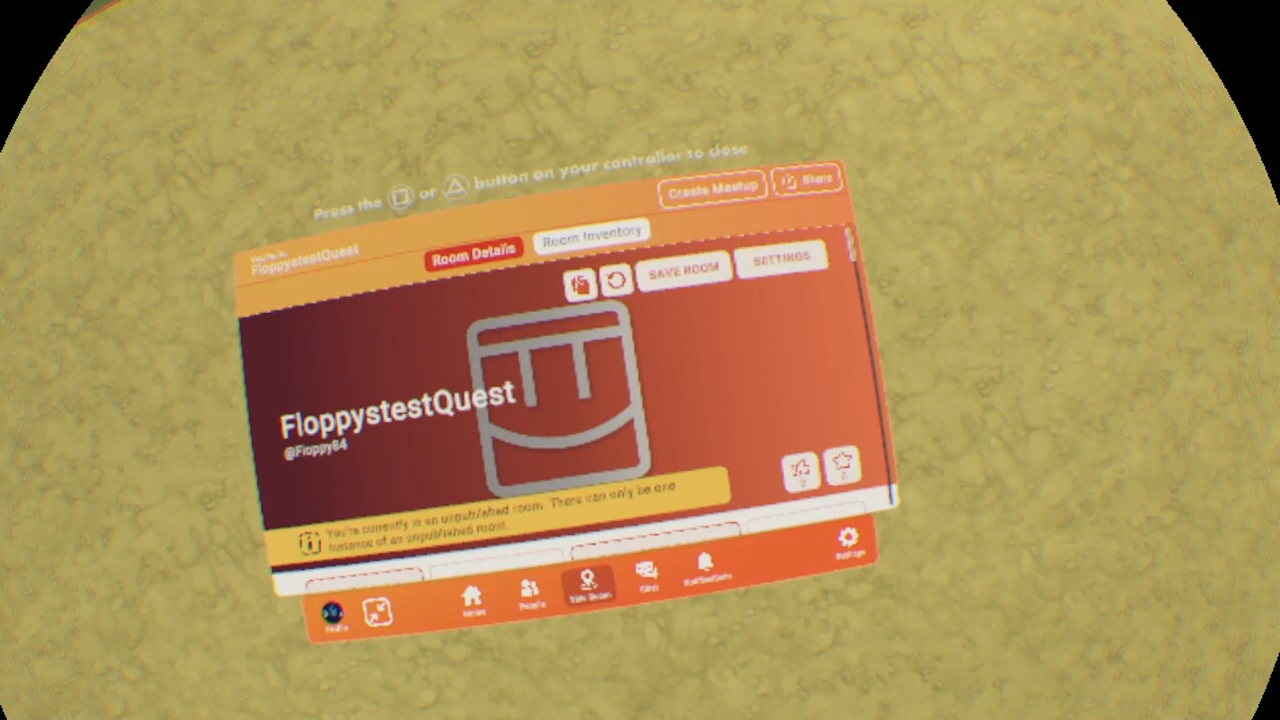 Press the □ or △ button on your controller to close
Create Meetup
Share
You're in
FloppystestQuest
Room Details
Room Inventory
SAVE ROOM
SETTINGS
FloppystestQuest
@Floppy84
You're currently in an unpublished room. There can only be one
instance of an unpublished room.
Profile
Home
People
This Room
Chat
Notifications
Settings